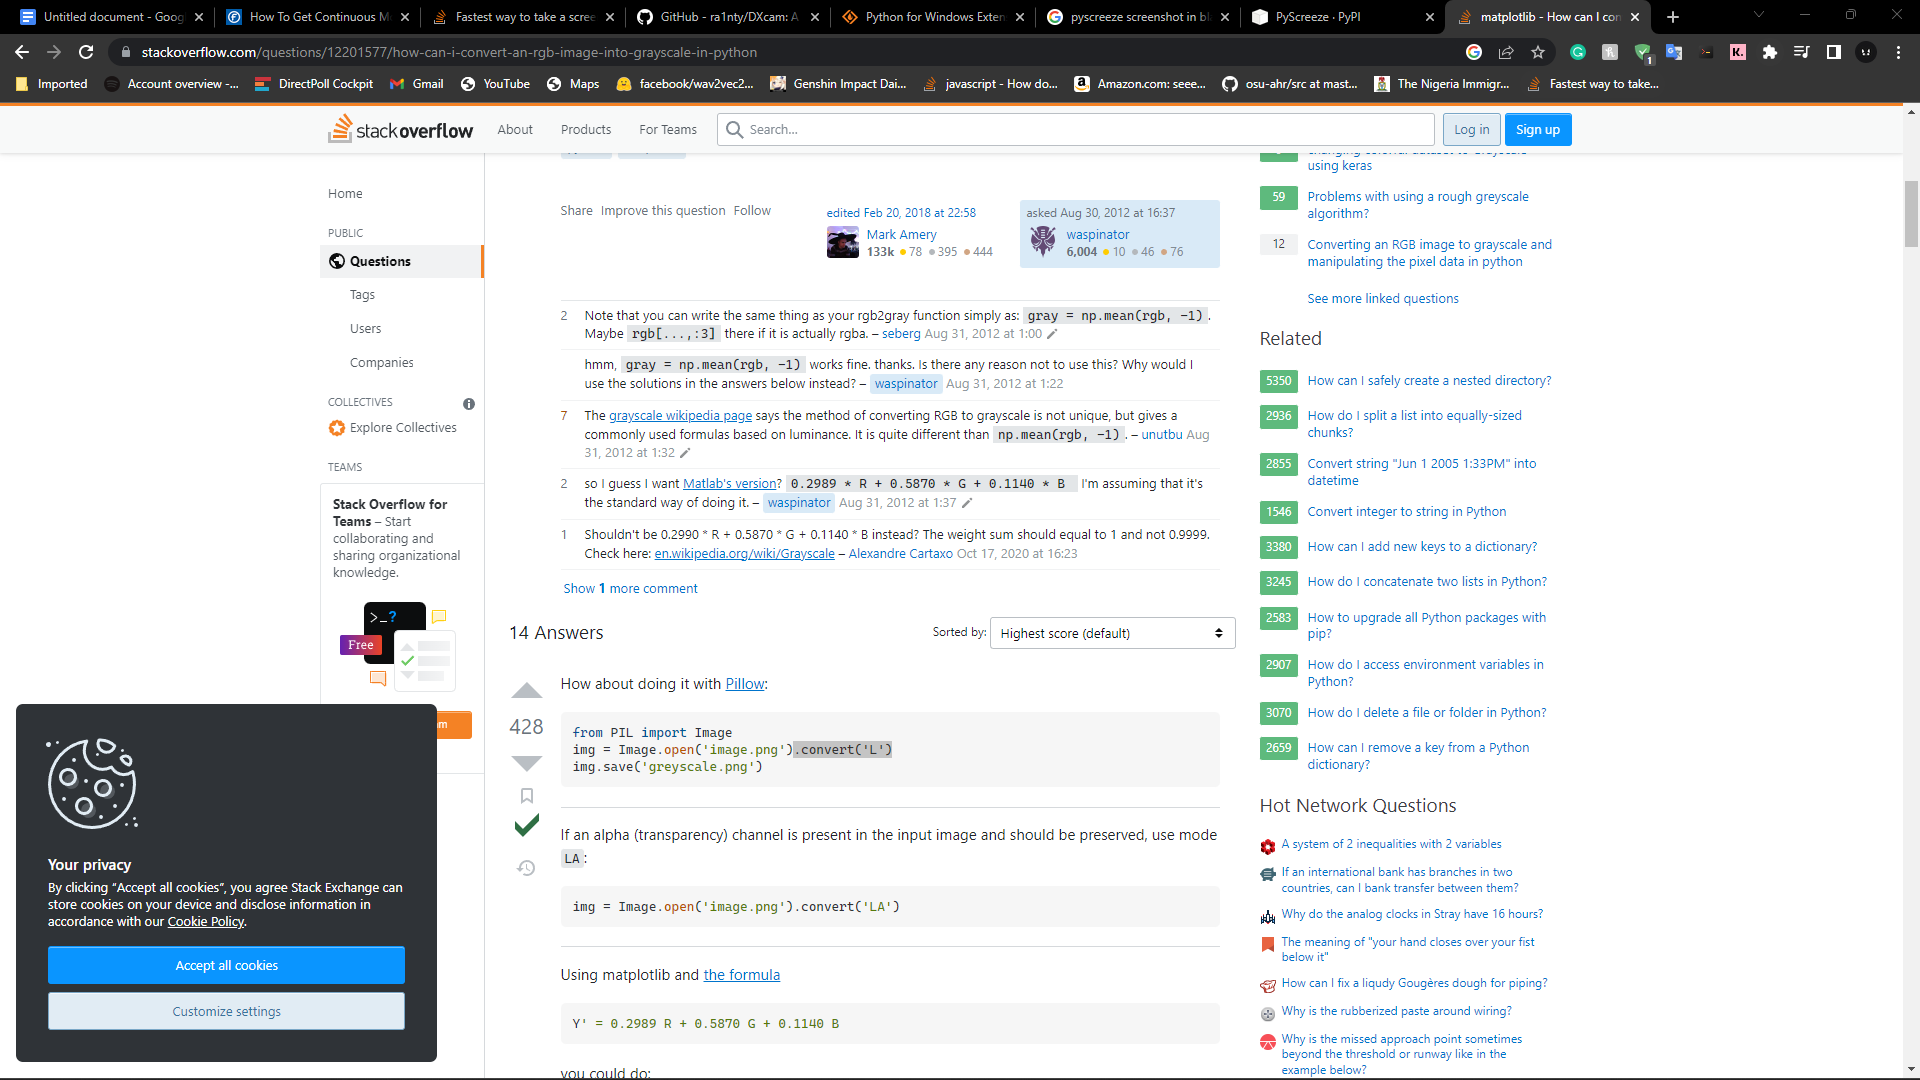 Untitled document - Goog
How To Get Continuous M
Fastest way to take a scree
GitHub - ra1nty/DXcam: A
Python for Windows Exten
pyscreeze screenshot in bl
PyScreeze · PyPI
matplotlib - How can I con
stackoverflow.com/questions/12201577/how-can-i-convert-an-rgb-image-into-grayscale-in-python
Imported
Account overview -...
DirectPoll Cockpit
Gmail
YouTube
Maps
facebook/wav2vec2...
Genshin Impact Dai...
javascript - How do...
Amazon.com: seee...
osu-ahr/src at mast...
The Nigeria Immigr...
Fastest way to take...
stackoverflow
About
Products
For Teams
Search...
Log in
Sign up
Home
PUBLIC
Questions
Tags
Users
Companies
COLLECTIVES
Explore Collectives
TEAMS
Stack Overflow for
Teams – Start
collaborating and
sharing organizational
knowledge.
>_?
Free
Share Improve this question Follow
edited Feb 20, 2018 at 22:58
Mark Amery
133k 78 395 444
asked Aug 30, 2012 at 16:37
waspinator
6,004 10 46 76
2 Note that you can write the same thing as your rgb2gray function simply as: gray = np.mean(rgb, -1) .
Maybe rgb[...,:3] there if it is actually rgba. – seberg Aug 31, 2012 at 1:00
hmm, gray = np.mean(rgb, -1) works fine. thanks. Is there any reason not to use this? Why would I
use the solutions in the answers below instead? – waspinator Aug 31, 2012 at 1:22
7 The grayscale wikipedia page says the method of converting RGB to grayscale is not unique, but gives a
commonly used formulas based on luminance. It is quite different than np.mean(rgb, -1) . – unutbu Aug
31, 2012 at 1:32
2 so I guess I want Matlab's version? 0.2989 * R + 0.5870 * G + 0.1140 * B I'm assuming that it's
the standard way of doing it. – waspinator Aug 31, 2012 at 1:37
1 Shouldn't be 0.2990 * R + 0.5870 * G + 0.1140 * B instead? The weight sum should equal to 1 and not 0.9999.
Check here: en.wikipedia.org/wiki/Grayscale – Alexandre Cartaxo Oct 17, 2020 at 16:23
Show 1 more comment
14 Answers
Sorted by: Highest score (default)
428
How about doing it with Pillow:
from PIL import Image
img = Image.open('image.png').convert('L')
img.save('greyscale.png')
If an alpha (transparency) channel is present in the input image and should be preserved, use mode
LA :
img = Image.open('image.png').convert('LA')
Using matplotlib and the formula
Y' = 0.2989 R + 0.5870 G + 0.1140 B
you could do:
using keras
59 Problems with using a rough greyscale
algorithm?
12 Converting an RGB image to grayscale and
manipulating the pixel data in python
See more linked questions
Related
5350 How can I safely create a nested directory?
2936 How do I split a list into equally-sized
chunks?
2855 Convert string "Jun 1 2005 1:33PM" into
datetime
1546 Convert integer to string in Python
3380 How can I add new keys to a dictionary?
3245 How do I concatenate two lists in Python?
2583 How to upgrade all Python packages with
pip?
2907 How do I access environment variables in
Python?
3070 How do I delete a file or folder in Python?
2659 How can I remove a key from a Python
dictionary?
Hot Network Questions
A system of 2 inequalities with 2 variables
If an international bank has branches in two
countries, can I bank transfer between them?
Why do the analog clocks in Stray have 16 hours?
The meaning of "your hand closes over your fist
below it"
How can I fix a liqudy Gougères dough for piping?
Why is the rubberized paste around wiring?
Why is the missed approach point sometimes
beyond the threshold or runway like in the
example below?
Your privacy
By clicking "Accept all cookies", you agree Stack Exchange can
store cookies on your device and disclose information in
accordance with our Cookie Policy.
Accept all cookies
Customize settings